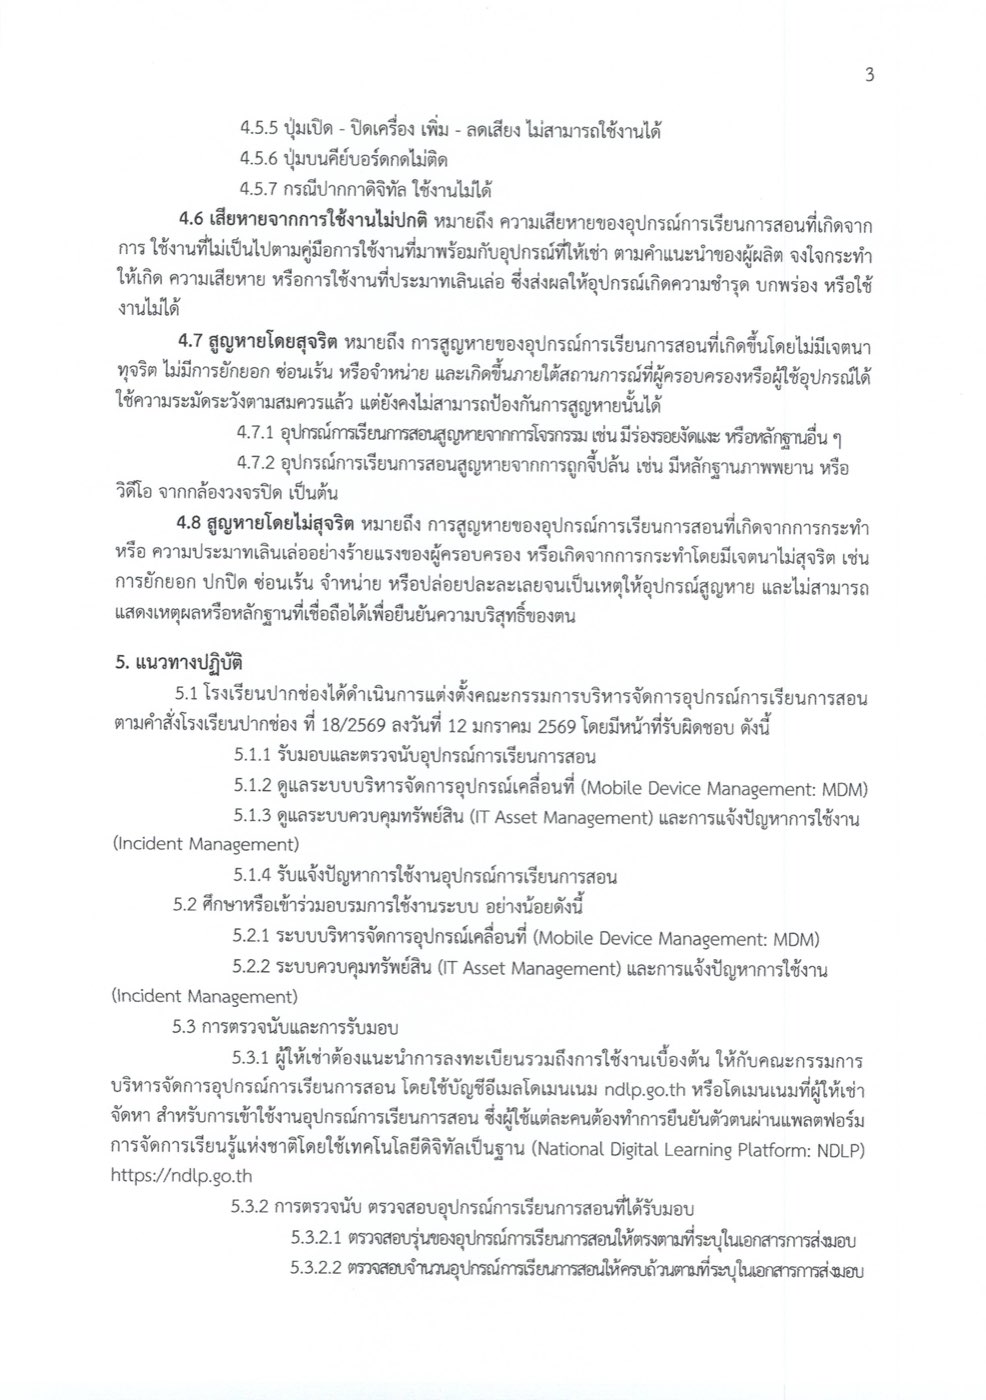 3
4.5.5 ปุ่มเปิด - ปิดเครื่อง เพิ่ม - ลดเสียง ไม่สามารถใช้งานได้
4.5.6 ปุ่มบนคีย์บอร์ดกดไม่ติด
4.5.7 กรณีปากกาดิจิทัล ใช้งานไม่ได้
4.6 เสียหายจากการใช้งานไม่ปกติ หมายถึง ความเสียหายของอุปกรณ์การเรียนการสอนที่เกิดจาก
การ ใช้งานที่ไม่เป็นไปตามคู่มือการใช้งานที่มาพร้อมกับอุปกรณ์ที่ให้เช่า ตามคำแนะนำของผู้ผลิต จงใจกระทำ
ให้เกิด ความเสียหาย หรือการใช้งานที่ประมาทเลินเล่อ ซึ่งส่งผลให้อุปกรณ์เกิดความชำรุด บกพร่อง หรือใช้
งานไม่ได้
4.7 สูญหายโดยสุจริต หมายถึง การสูญหายของอุปกรณ์การเรียนการสอนที่เกิดขึ้นโดยไม่มีเจตนา
ทุจริต ไม่มีการยักยอก ซ่อนเร้น หรือจำหน่าย และเกิดขึ้นภายใต้สถานการณ์ที่ผู้ครอบครองหรือผู้ใช้อุปกรณ์ได้
ใช้ความระมัดระวังตามสมควรแล้ว แต่ยังคงไม่สามารถป้องกันการสูญหายนั้นได้
4.7.1 อุปกรณ์การเรียนการสอนสูญหายจากการโจรกรรม เช่น มีร่องรอยงัดแงะ หรือหลักฐานอื่น ๆ
4.7.2 อุปกรณ์การเรียนการสอนสูญหายจากการถูกจี้ปล้น เช่น มีหลักฐานภาพพยาน หรือ
วิดีโอ จากกล้องวงจรปิด เป็นต้น
4.8 สูญหายโดยไม่สุจริต หมายถึง การสูญหายของอุปกรณ์การเรียนการสอนที่เกิดจากการกระทำ
หรือ ความประมาทเลินเล่ออย่างร้ายแรงของผู้ครอบครอง หรือเกิดจากการกระทำโดยมีเจตนาไม่สุจริต เช่น
การยักยอก ปกปิด ซ่อนเร้น จำหน่าย หรือปล่อยปละละเลยจนเป็นเหตุให้อุปกรณ์สูญหาย และไม่สามารถ
แสดงเหตุผลหรือหลักฐานที่เชื่อถือได้เพื่อยืนยันความบริสุทธิ์ของตน
5. แนวทางปฏิบัติ
5.1 โรงเรียนปากช่องได้ดำเนินการแต่งตั้งคณะกรรมการบริหารจัดการอุปกรณ์การเรียนการสอน
ตามคำสั่งโรงเรียนปากช่อง ที่ 18/2569 ลงวันที่ 12 มกราคม 2569 โดยมีหน้าที่รับผิดชอบ ดังนี้
5.1.1 รับมอบและตรวจนับอุปกรณ์การเรียนการสอน
5.1.2 ดูแลระบบบริหารจัดการอุปกรณ์เคลื่อนที่ (Mobile Device Management: MDM)
5.1.3 ดูแลระบบควบคุมทรัพย์สิน (IT Asset Management) และการแจ้งปัญหาการใช้งาน
(Incident Management)
5.1.4 รับแจ้งปัญหาการใช้งานอุปกรณ์การเรียนการสอน
5.2 ศึกษาหรือเข้าร่วมอบรมการใช้งานระบบ อย่างน้อยดังนี้
5.2.1 ระบบบริหารจัดการอุปกรณ์เคลื่อนที่ (Mobile Device Management: MDM)
5.2.2 ระบบควบคุมทรัพย์สิน (IT Asset Management) และการแจ้งปัญหาการใช้งาน
(Incident Management)
5.3 การตรวจนับและการรับมอบ
5.3.1 ผู้ให้เช่าต้องแนะนำการลงทะเบียนรวมถึงการใช้งานเบื้องต้น ให้กับคณะกรรมการ
บริหารจัดการอุปกรณ์การเรียนการสอน โดยใช้บัญชีอีเมลโดเมนเนม ndlp.go.th หรือโดเมนเนมที่ผู้ให้เช่า
จัดหา สำหรับการเข้าใช้งานอุปกรณ์การเรียนการสอน ซึ่งผู้ใช้แต่ละคนต้องทำการยืนยันตัวตนผ่านแพลตฟอร์ม
การจัดการเรียนรู้แห่งชาติโดยใช้เทคโนโลยีดิจิทัลเป็นฐาน (National Digital Learning Platform: NDLP)
https://ndlp.go.th
5.3.2 การตรวจนับ ตรวจสอบอุปกรณ์การเรียนการสอนที่ได้รับมอบ
5.3.2.1 ตรวจสอบรุ่นของอุปกรณ์การเรียนการสอนให้ตรงตามที่ระบุในเอกสารการส่งมอบ
5.3.2.2 ตรวจสอบจำนวนอุปกรณ์การเรียนการสอนให้ครบถ้วนตามที่ระบุในเอกสารการส่งมอบ